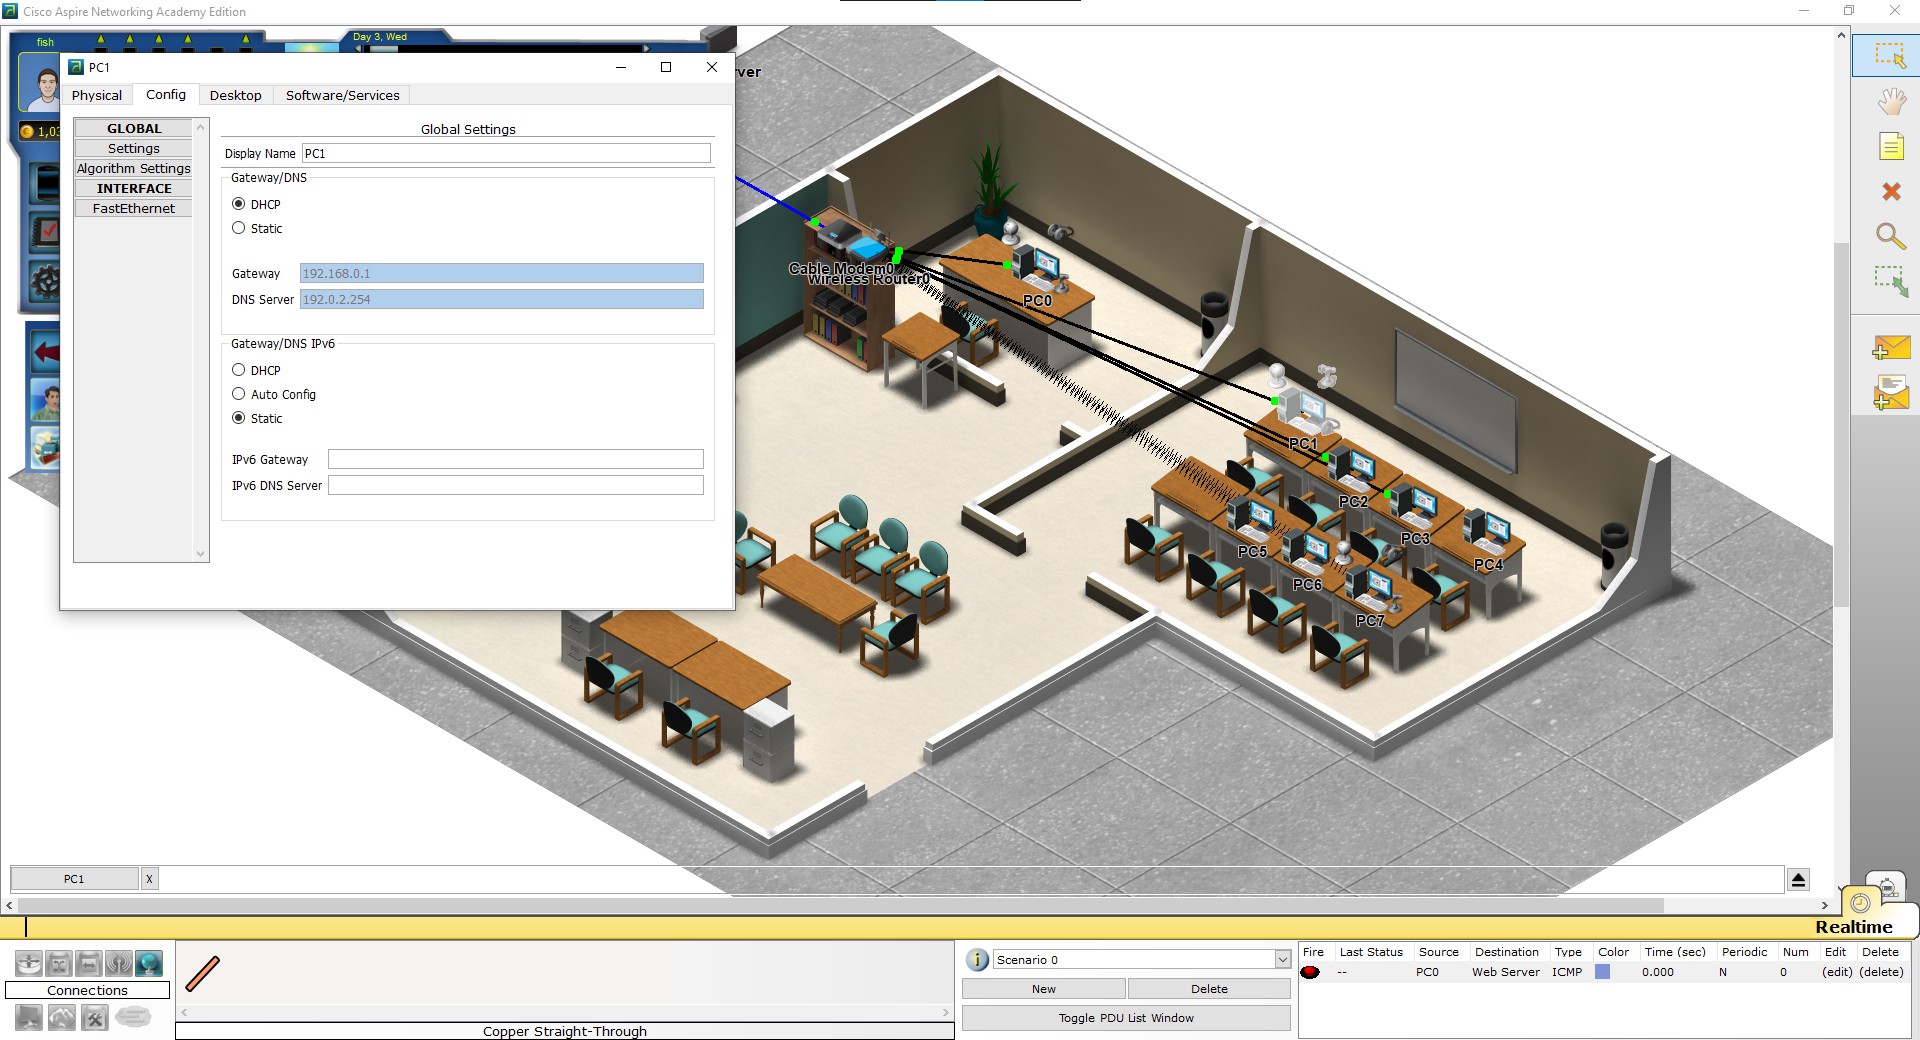 Cisco Aspire Networking Academy Edition
fish
Day 3, Wed
PC1
Physical
Config
Desktop
Software/Services
GLOBAL
Settings
Algorithm Settings
INTERFACE
FastEthernet
Global Settings
Display Name PC1
Gateway/DNS
DHCP
Static
Gateway 192.168.0.1
DNS Server 192.0.2.254
Gateway/DNS IPv6
DHCP
Auto Config
Static
IPv6 Gateway
IPv6 DNS Server
Cable Modem0
Wireless Router0
PC0
PC1
PC2
PC3
PC4
PC5
PC6
PC7
PC1 X
Realtime
Connections
Copper Straight-Through
Scenario 0
New
Delete
Toggle PDU List Window
Fire Last Status Source Destination Type Color Time (sec) Periodic Num Edit Delete
-- PC0 Web Server ICMP 0.000 N 0 (edit) (delete)